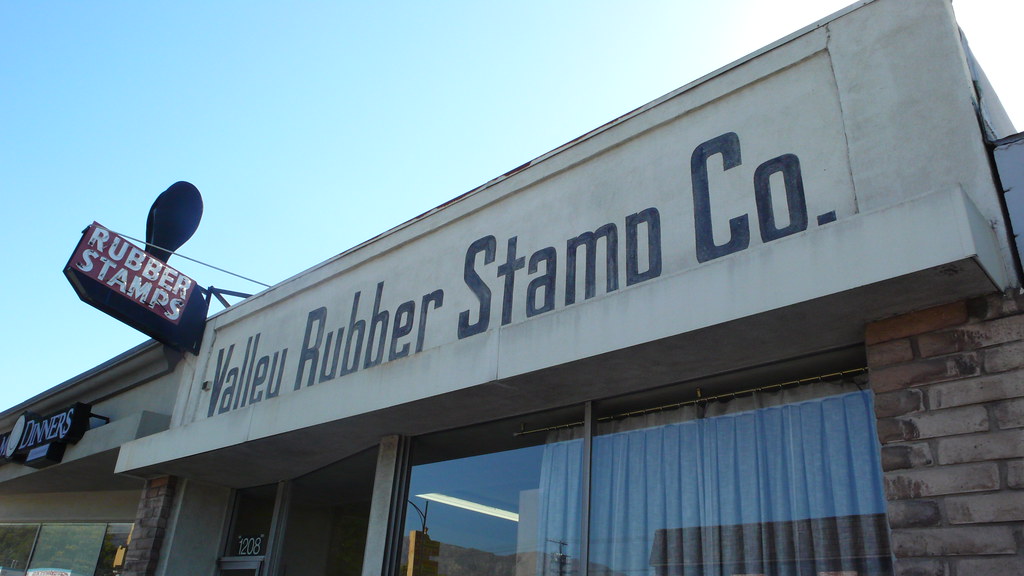 RUBBER
STAMPS
Valley Rubber Stamp Co.
DINNERS
"1208"